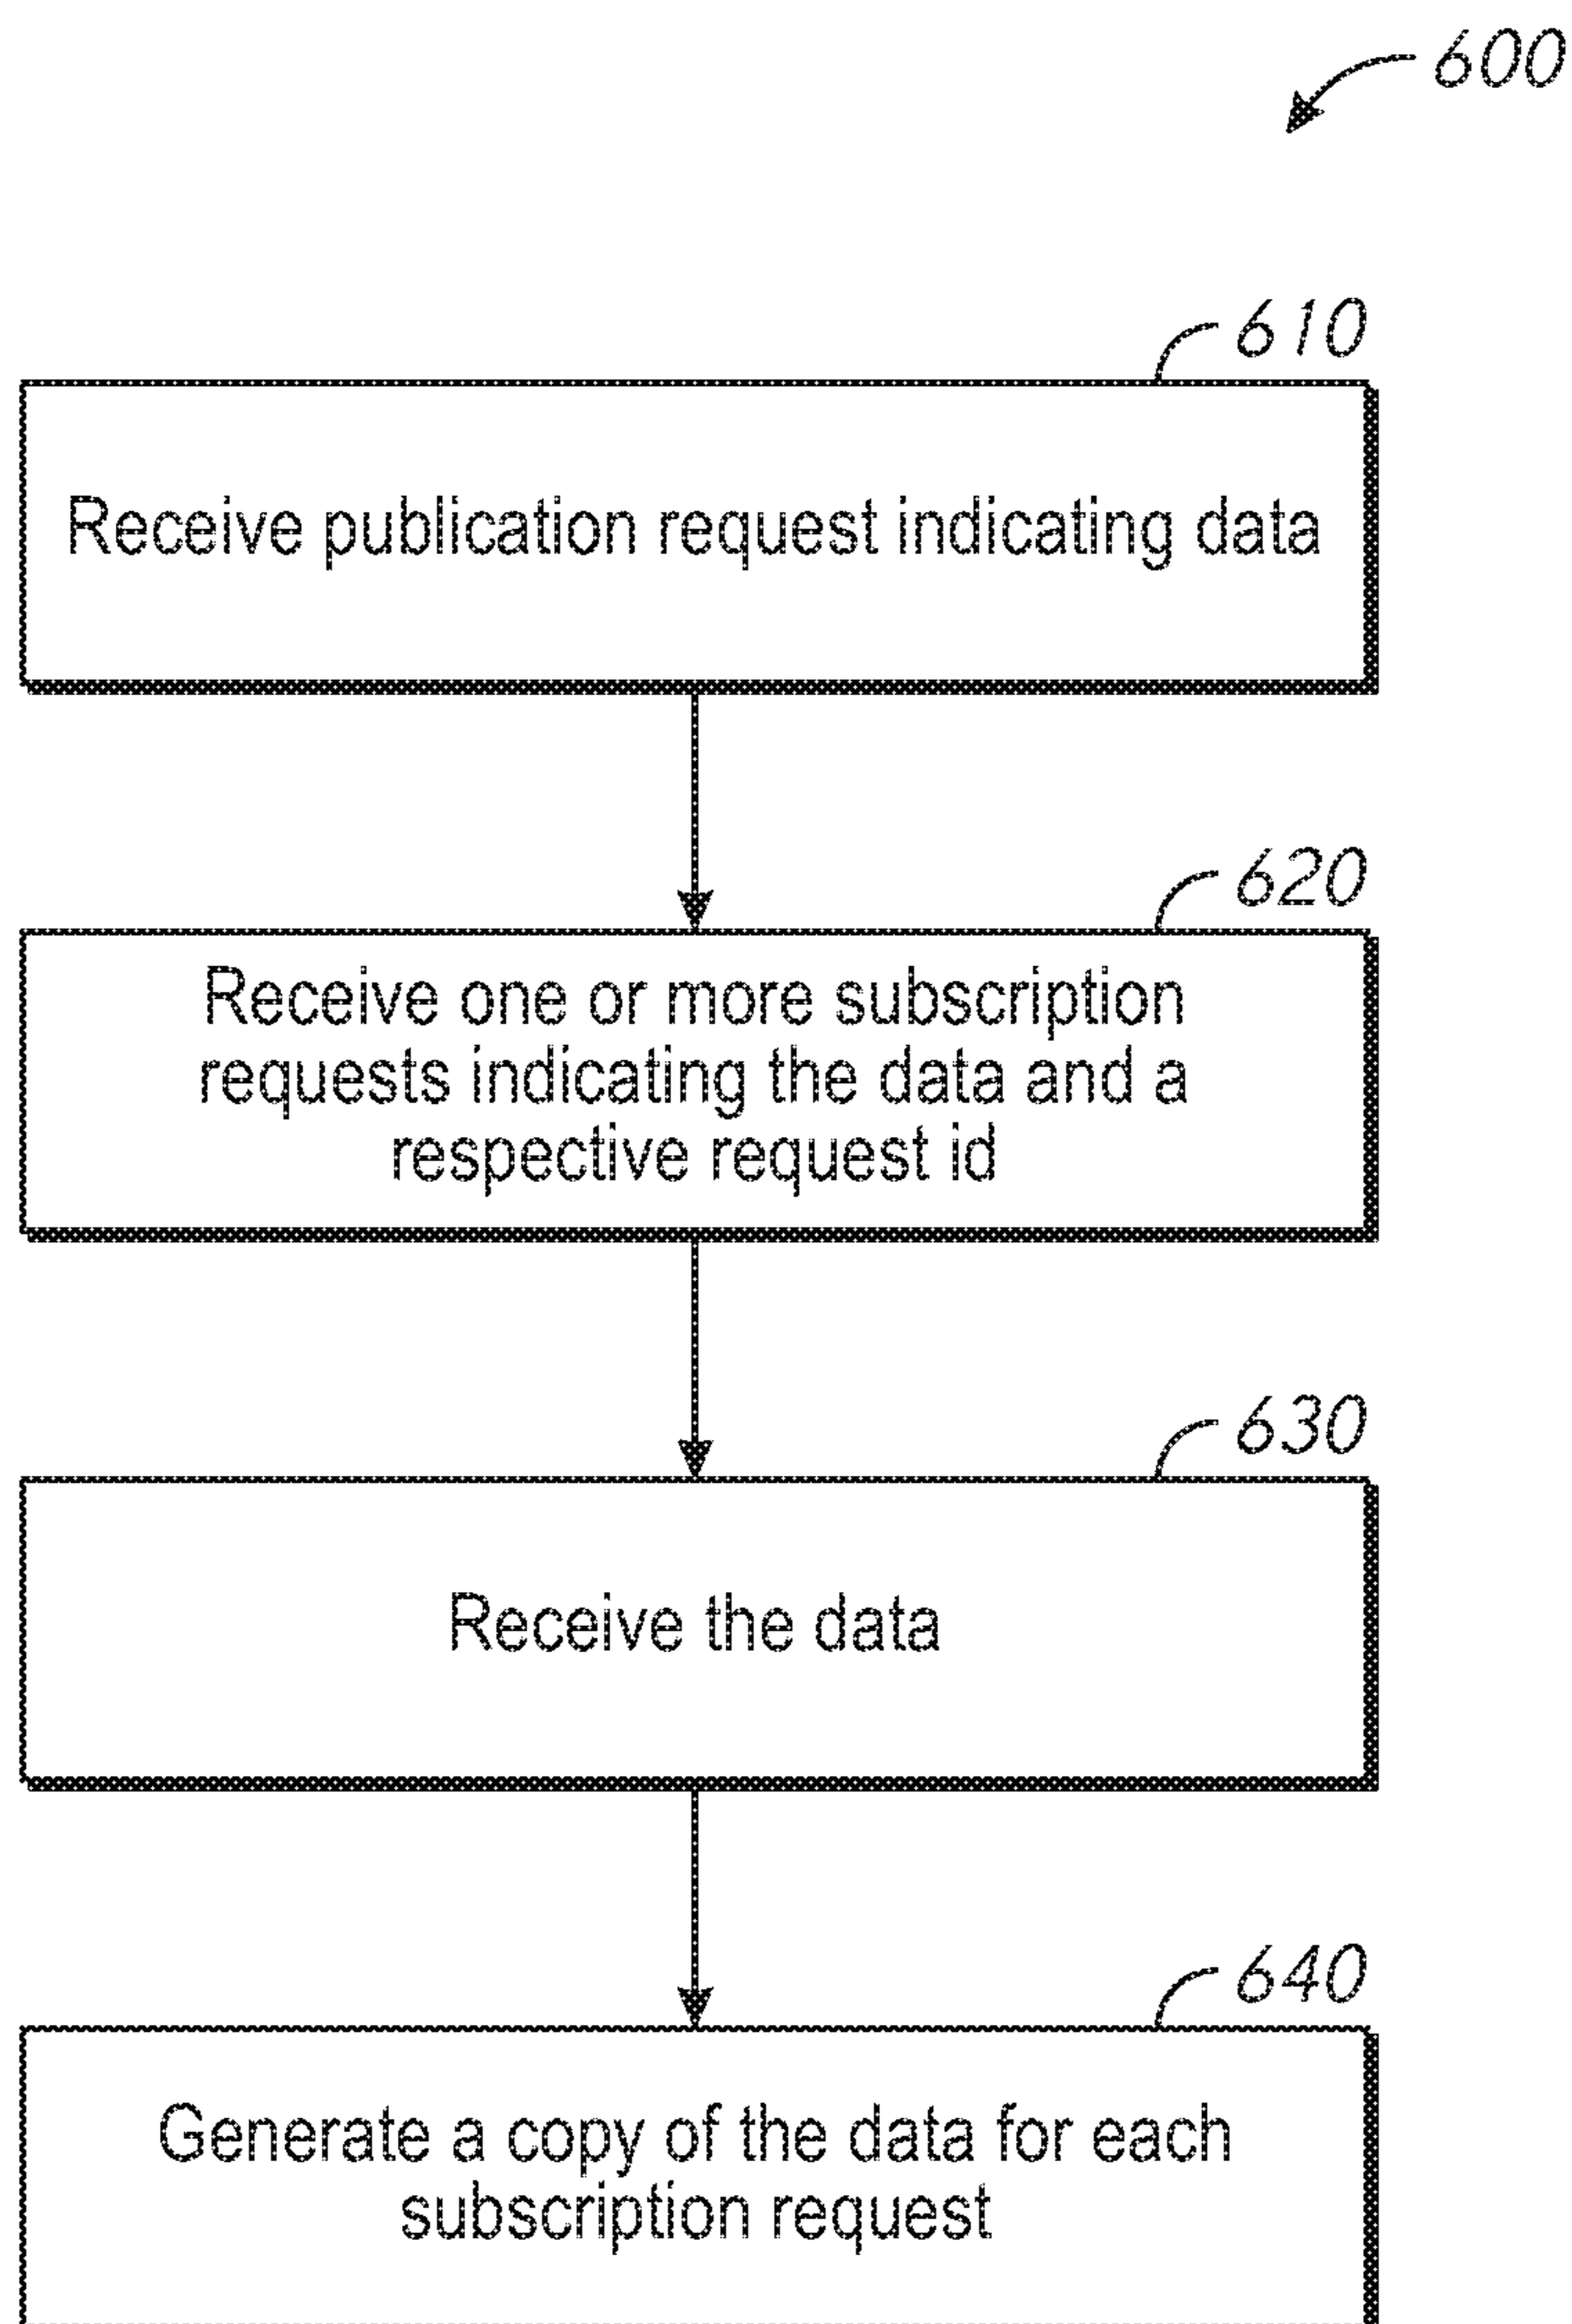 600
610
Receive publication request indicating data
620
Receive one or more subscription
requests indicating the data and a
respective request id
630
Receive the data
640
Generate a copy of the data for each
subscription request